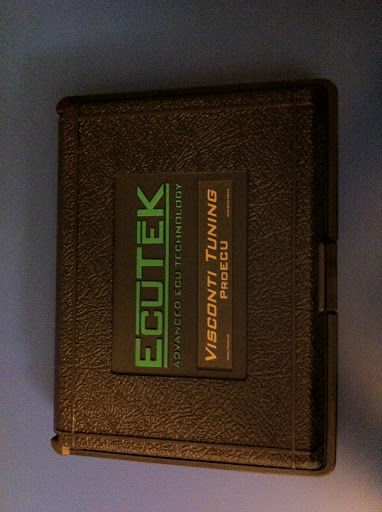 ECUTEK
ADVANCED ECU TECHNOLOGY
VISCONTI TUNING
PROECU